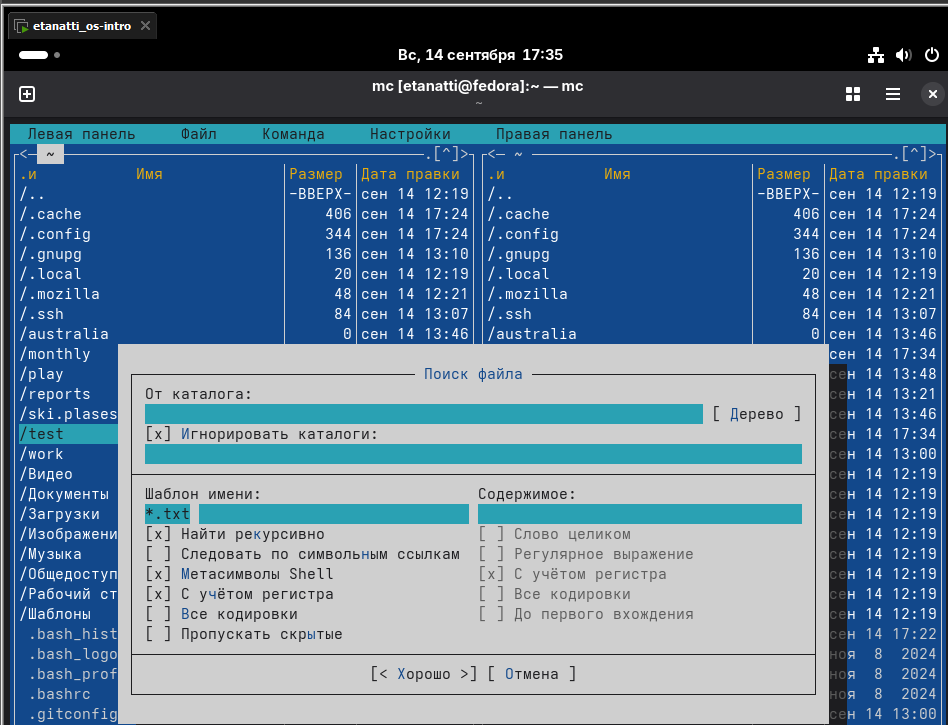 etanatti_os-intro
Вс, 14 сентября 17:35
mc [etanatti@fedora]:~ — mc
~
Левая панель Файл Команда Настройки Правая панель
<— ~ .[^]> <— ~ .[^]>
.и Имя Размер Дата правки .и Имя Размер Дата правки
/.. -ВВЕРХ- сен 14 12:19 /.. -ВВЕРХ- сен 14 12:19
/.cache 406 сен 14 17:24 /.cache 406 сен 14 17:24
/.config 344 сен 14 17:24 /.config 344 сен 14 17:24
/.gnupg 136 сен 14 13:10 /.gnupg 136 сен 14 13:10
/.local 20 сен 14 12:19 /.local 20 сен 14 12:19
/.mozilla 48 сен 14 12:21 /.mozilla 48 сен 14 12:21
/.ssh 84 сен 14 13:07 /.ssh 84 сен 14 13:07
/australia 0 сен 14 13:46 /australia 0 сен 14 13:46
/monthly сен 14 17:34
/play Поиск файла сен 14 13:48
/reports От каталога: сен 14 13:21
/ski.plases [ Дерево ] сен 14 13:46
/test [x] Игнорировать каталоги: сен 14 17:34
/work сен 14 13:00
/Видео сен 14 12:19
/Документы Шаблон имени: Содержимое: сен 14 12:19
/Загрузки *.txt сен 14 12:19
/Изображени [x] Найти рекурсивно [ ] Слово целиком сен 14 12:19
/Музыка [ ] Следовать по символьным ссылкам [ ] Регулярное выражение сен 14 12:19
/Общедоступ [x] Метасимволы Shell [x] С учётом регистра сен 14 12:19
/Рабочий ст [x] С учётом регистра [ ] Все кодировки сен 14 12:19
/Шаблоны [ ] Все кодировки [ ] До первого вхождения сен 14 12:19
.bash_hist [ ] Пропускать скрытые сен 14 17:22
.bash_logo ноя 8 2024
.bash_prof [< Хорошо >] [ Отмена ] ноя 8 2024
.bashrc ноя 8 2024
.gitconfig сен 14 13:00